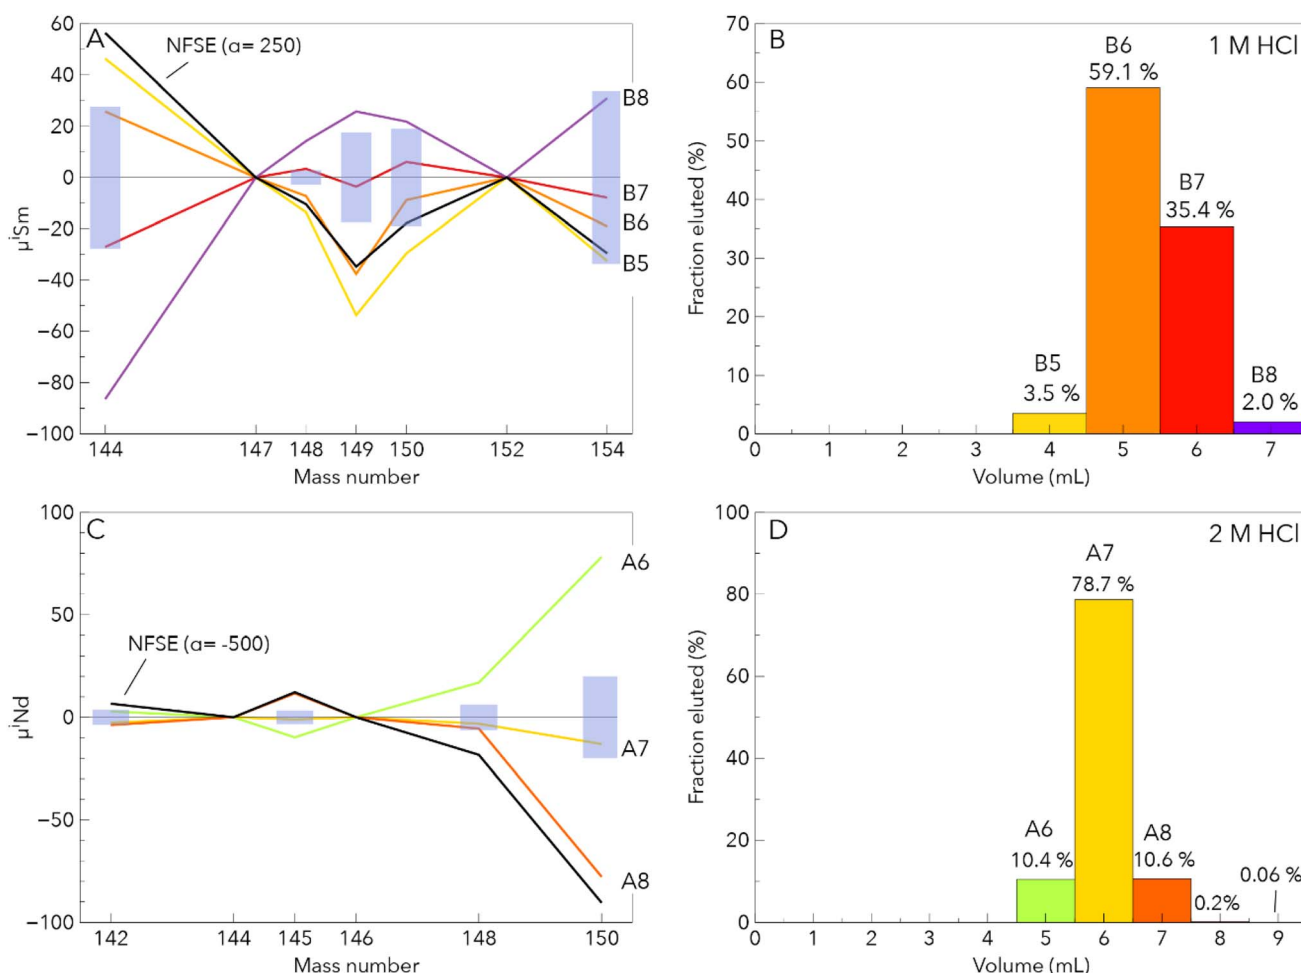 A
NFSE (α= 250)
60
40
20
0
−20
−40
−60
−80
−100
μⁱSm
B8
B7
B6
B5
144 147 148 149 150 152 154
Mass number
B
1 M HCl
70
60
50
40
30
20
10
0
Fraction eluted (%)
B5
3.5 %
B6
59.1 %
B7
35.4 %
B8
2.0 %
0 1 2 3 4 5 6 7
Volume (mL)
C
NFSE (α= -500)
100
50
0
−50
−100
μⁱNd
A6
A7
A8
142 144 145 146 148 150
Mass number
D
2 M HCl
100
80
60
40
20
0
Fraction eluted (%)
A6
10.4 %
A7
78.7 %
A8
10.6 %
0.2%
0.06 %
0 1 2 3 4 5 6 7 8 9
Volume (mL)